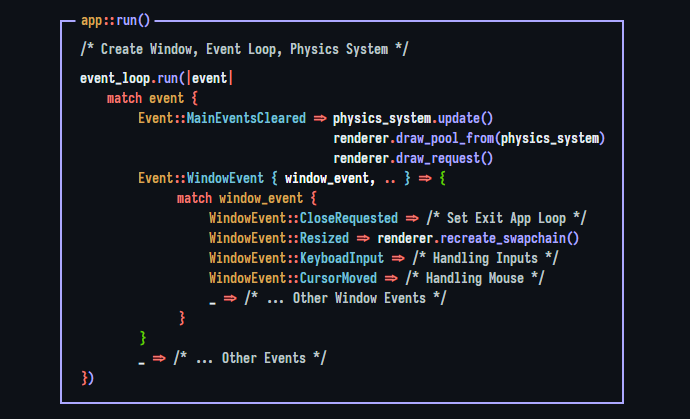 app::run()
/* Create Window, Event Loop, Physics System */
event_loop.run(|event|
match event {
Event::MainEventsCleared => physics_system.update()
renderer.draw_pool_from(physics_system)
renderer.draw_request()
Event::WindowEvent { window_event, .. } => {
match window_event {
WindowEvent::CloseRequested => /* Set Exit App Loop */
WindowEvent::Resized => renderer.recreate_swapchain()
WindowEvent::KeyboadInput => /* Handling Inputs */
WindowEvent::CursorMoved => /* Handling Mouse */
_ => /* ... Other Window Events */
}
}
_ => /* ... Other Events */
})